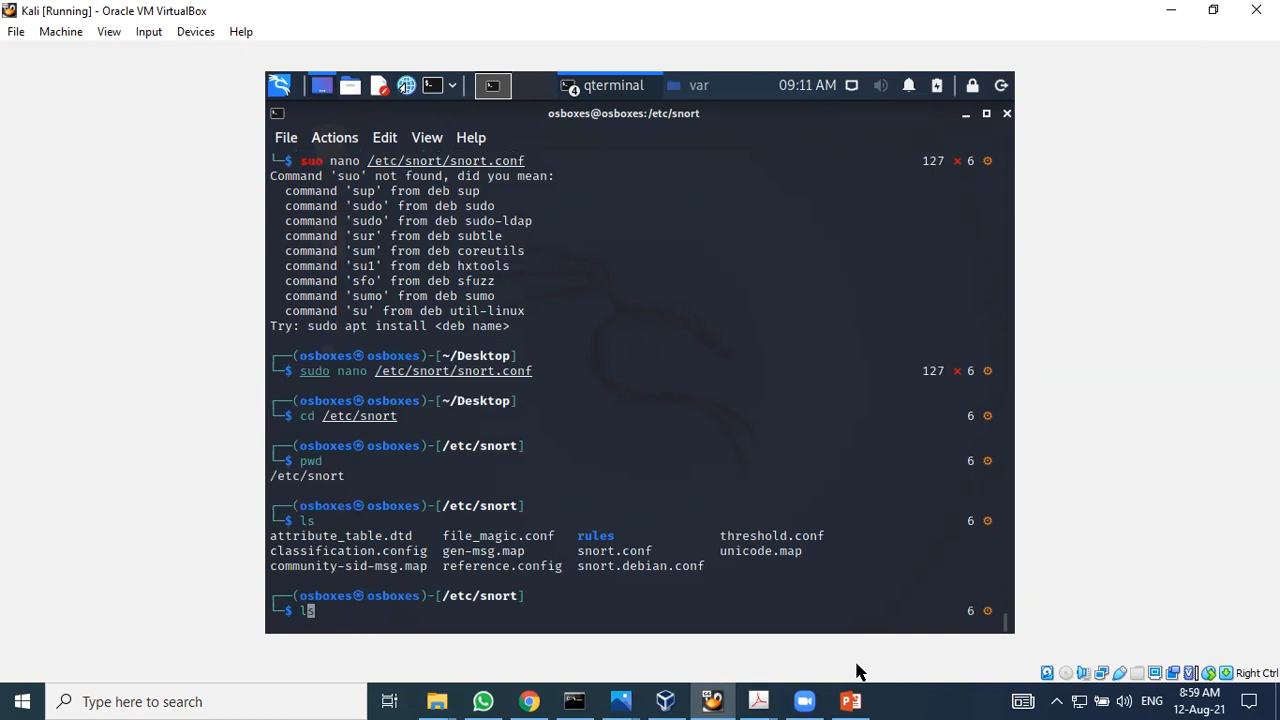 Kali [Running] - Oracle VM VirtualBox
File Machine View Input Devices Help
qterminal var 09:11 AM
4
osboxes@osboxes:/etc/snort
File Actions Edit View Help
└─$ suo nano /etc/snort/snort.conf 127 ⨯ 6 ⚙
Command 'suo' not found, did you mean:
command 'sup' from deb sup
command 'sudo' from deb sudo
command 'sudo' from deb sudo-ldap
command 'sur' from deb subtle
command 'sum' from deb coreutils
command 'su1' from deb hxtools
command 'sfo' from deb sfuzz
command 'sumo' from deb sumo
command 'su' from deb util-linux
Try: sudo apt install <deb name>
┌──(osboxes㉿osboxes)-[~/Desktop]
└─$ sudo nano /etc/snort/snort.conf 127 ⨯ 6 ⚙
┌──(osboxes㉿osboxes)-[~/Desktop]
└─$ cd /etc/snort 6 ⚙
┌──(osboxes㉿osboxes)-[/etc/snort]
└─$ pwd 6 ⚙
/etc/snort
┌──(osboxes㉿osboxes)-[/etc/snort]
└─$ ls 6 ⚙
attribute_table.dtd file_magic.conf rules threshold.conf
classification.config gen-msg.map snort.conf unicode.map
community-sid-msg.map reference.config snort.debian.conf
┌──(osboxes㉿osboxes)-[/etc/snort]
└─$ ls 6 ⚙
Right Ctrl
Type here to search
ENG
8:59 AM
12-Aug-21